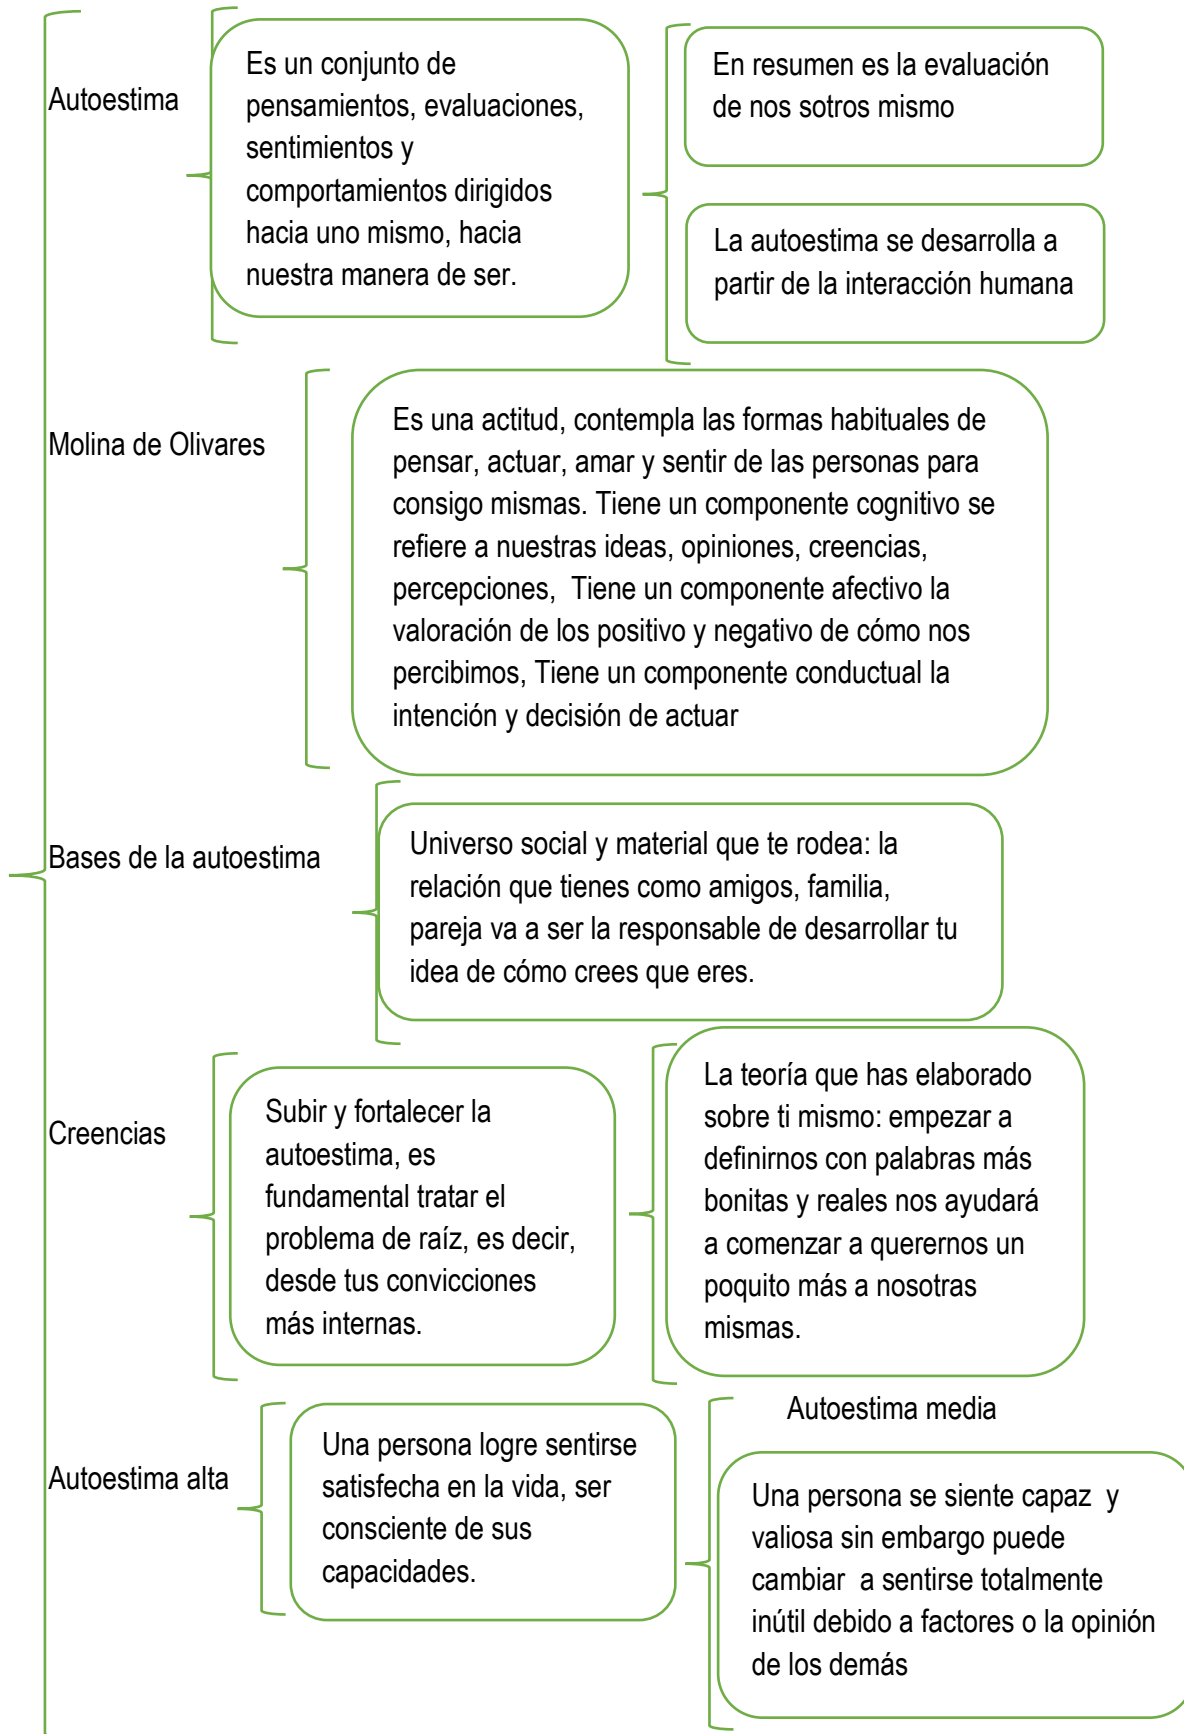 Autoestima
Es un conjunto de
pensamientos, evaluaciones,
sentimientos y
comportamientos dirigidos
hacia uno mismo, hacia
nuestra manera de ser.
En resumen es la evaluación
de nos sotros mismo
La autoestima se desarrolla a
partir de la interacción humana
Molina de Olivares
Es una actitud, contempla las formas habituales de
pensar, actuar, amar y sentir de las personas para
consigo mismas. Tiene un componente cognitivo se
refiere a nuestras ideas, opiniones, creencias,
percepciones,  Tiene un componente afectivo la
valoración de los positivo y negativo de cómo nos
percibimos, Tiene un componente conductual la
intención y decisión de actuar
Bases de la autoestima
Universo social y material que te rodea: la
relación que tienes como amigos, familia,
pareja va a ser la responsable de desarrollar tu
idea de cómo crees que eres.
Creencias
Subir y fortalecer la
autoestima, es
fundamental tratar el
problema de raíz, es decir,
desde tus convicciones
más internas.
La teoría que has elaborado
sobre ti mismo: empezar a
definirnos con palabras más
bonitas y reales nos ayudará
a comenzar a querernos un
poquito más a nosotras
mismas.
Autoestima alta
Una persona logre sentirse
satisfecha en la vida, ser
consciente de sus
capacidades.
Autoestima media
Una persona se siente capaz  y
valiosa sin embargo puede
cambiar  a sentirse totalmente
inútil debido a factores o la opinión
de los demás